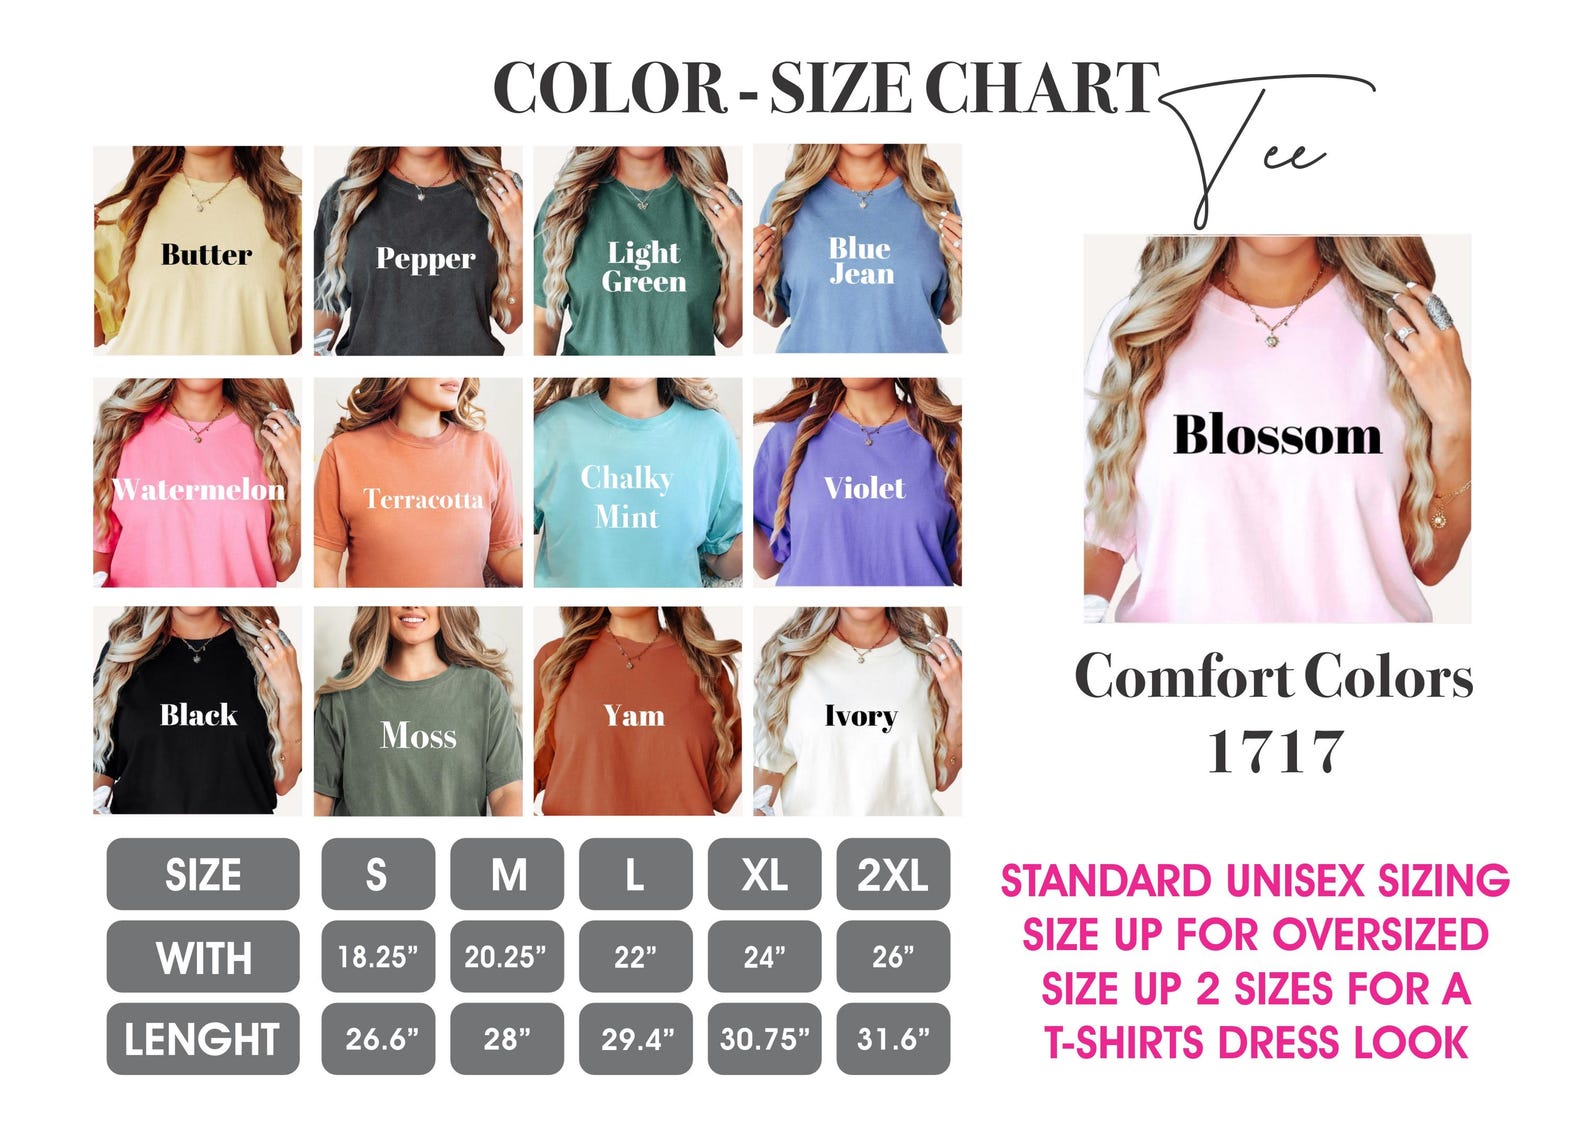 COLOR - SIZE CHART
Tee
Butter
Pepper
Light
Green
Blue
Jean
Watermelon
Terracotta
Chalky
Mint
Violet
Black
Moss
Yam
Ivory
Blossom
Comfort Colors
1717
SIZE S M L XL 2XL
WITH 18.25” 20.25” 22” 24” 26”
LENGHT 26.6” 28” 29.4” 30.75” 31.6”
STANDARD UNISEX SIZING
SIZE UP FOR OVERSIZED
SIZE UP 2 SIZES FOR A
T-SHIRTS DRESS LOOK